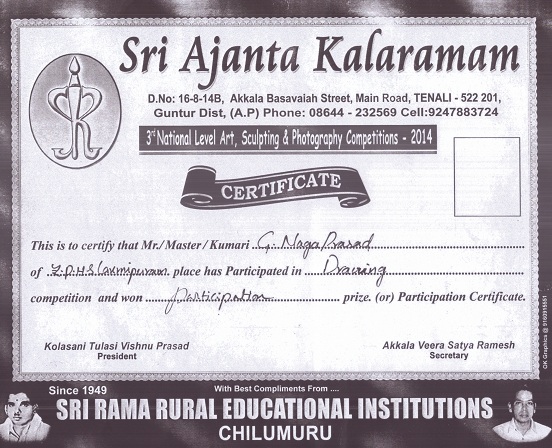 Sri Ajanta Kalaramam
D.No: 16-8-14B, Akkala Basavaiah Street, Main Road, TENALI - 522 201,
Guntur Dist, (A.P) Phone: 08644 - 232569 Cell:9247883724
3rd National Level Art, Sculpting & Photography Competitions - 2014
CERTIFICATE
This is to certify that Mr./Master/Kumari G. Naga Prasad
of Z.P.H.S Laxmipuram place has Participated in Drawing
competition and won participation prize. (or) Participation Certificate.
Kolasani Tulasi Vishnu Prasad
President
Akkala Veera Satya Ramesh
Secretary
OK Graphics @ 9160915551
Since 1949
With Best Compliments From ....
SRI RAMA RURAL EDUCATIONAL INSTITUTIONS
CHILUMURU